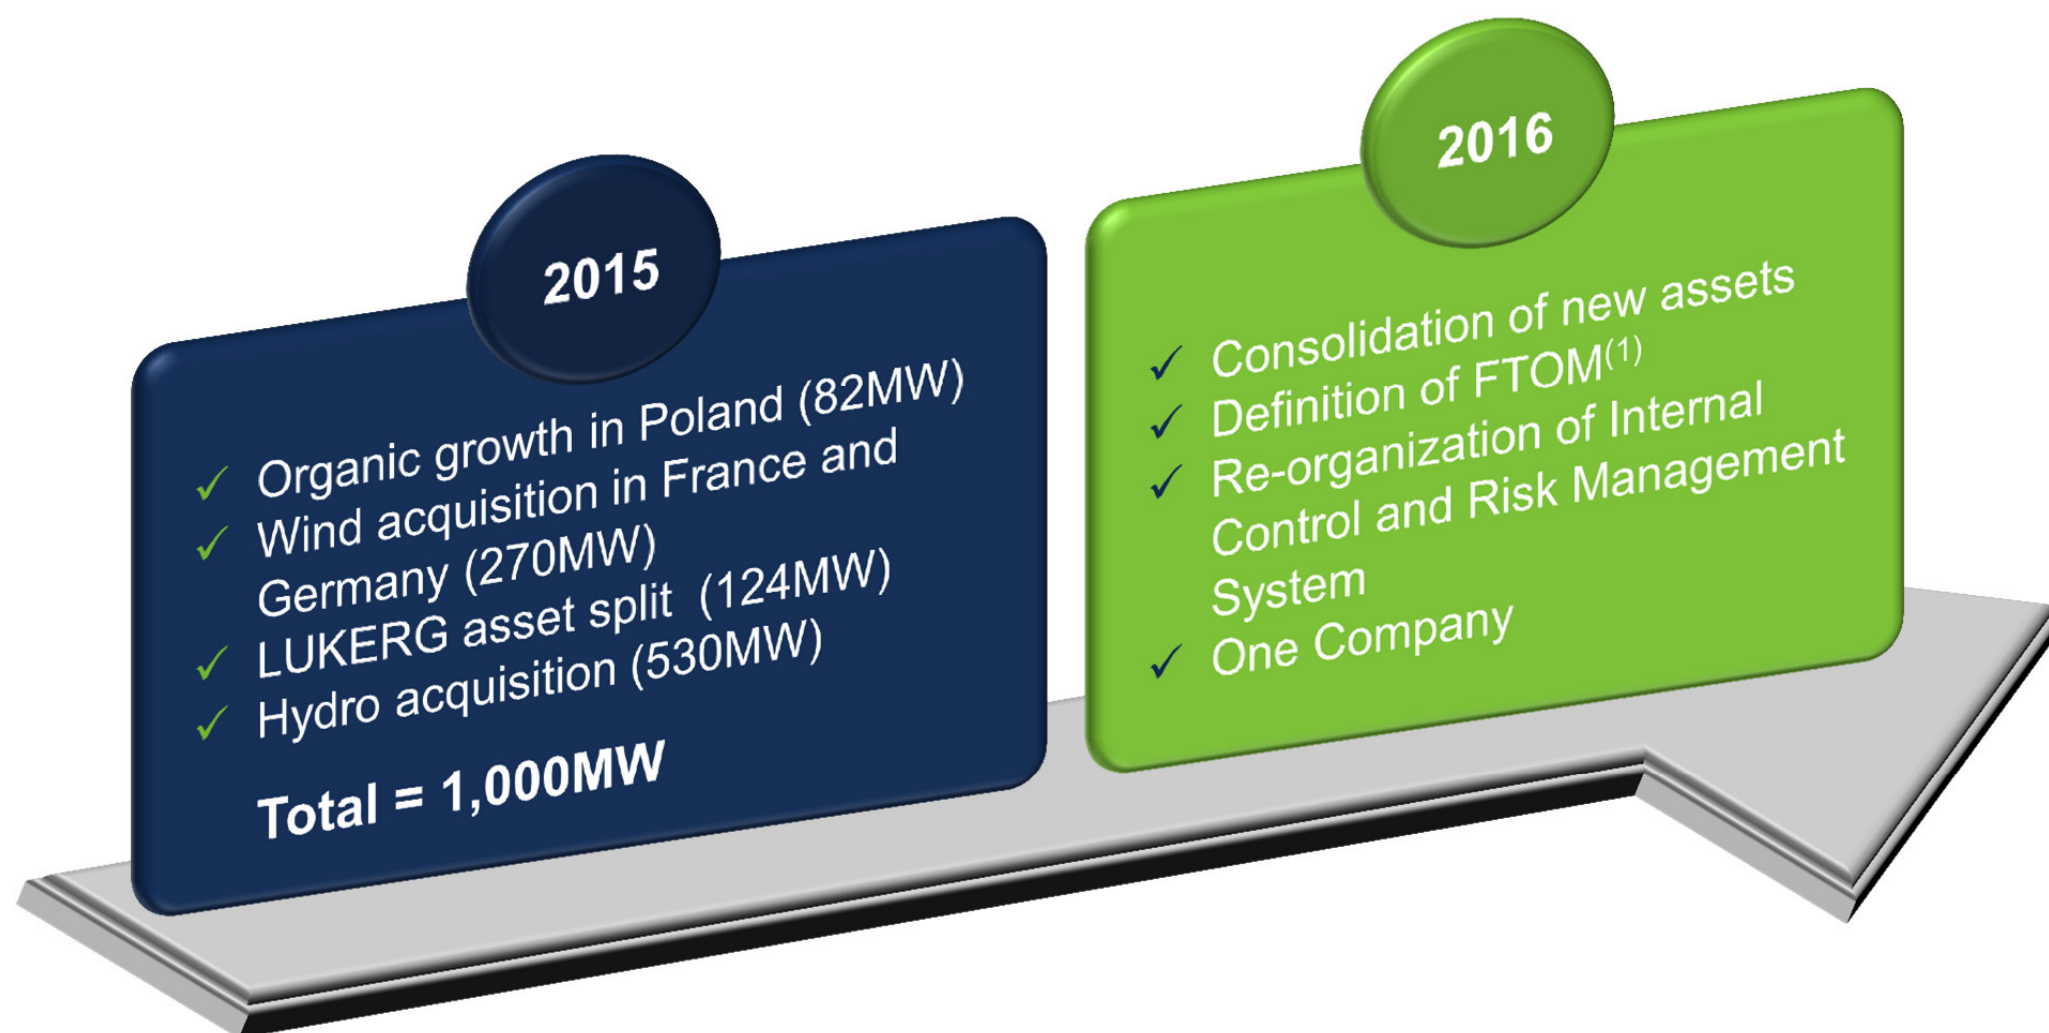 2015
✓ Organic growth in Poland (82MW)
✓ Wind acquisition in France and
Germany (270MW)
✓ LUKERG asset split (124MW)
✓ Hydro acquisition (530MW)
Total = 1,000MW
2016
✓ Consolidation of new assets
✓ Definition of FTOM(1)
✓ Re-organization of Internal
Control and Risk Management
System
✓ One Company